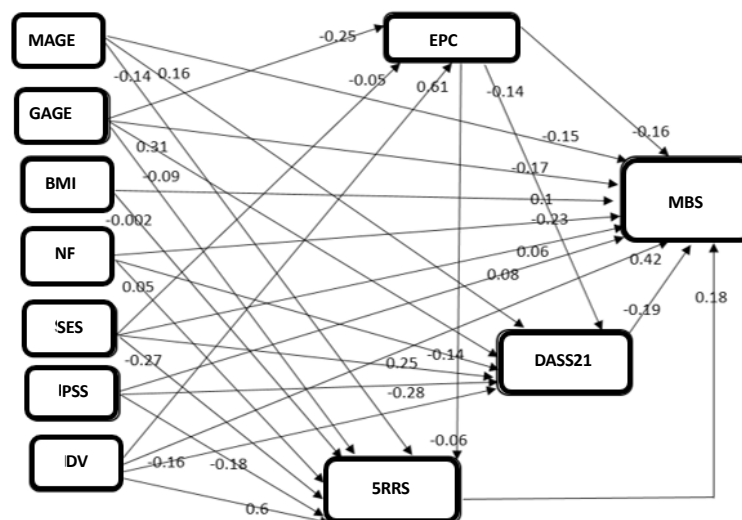 MAGE
EPC
-0.25
-0.14
0.16
-0.05
0.61
-0.14
GAGE
-0.15
-0.16
0.31
-0.09
-0.17
BMI
MBS
0.1
-0.002
-0.23
NF
0.06
0.42
0.05
0.08
SES
-0.19
0.18
-0.27
-0.14
0.25
DASS21
IPSS
-0.28
-0.06
DV
-0.16
-0.18
5RRS
0.6